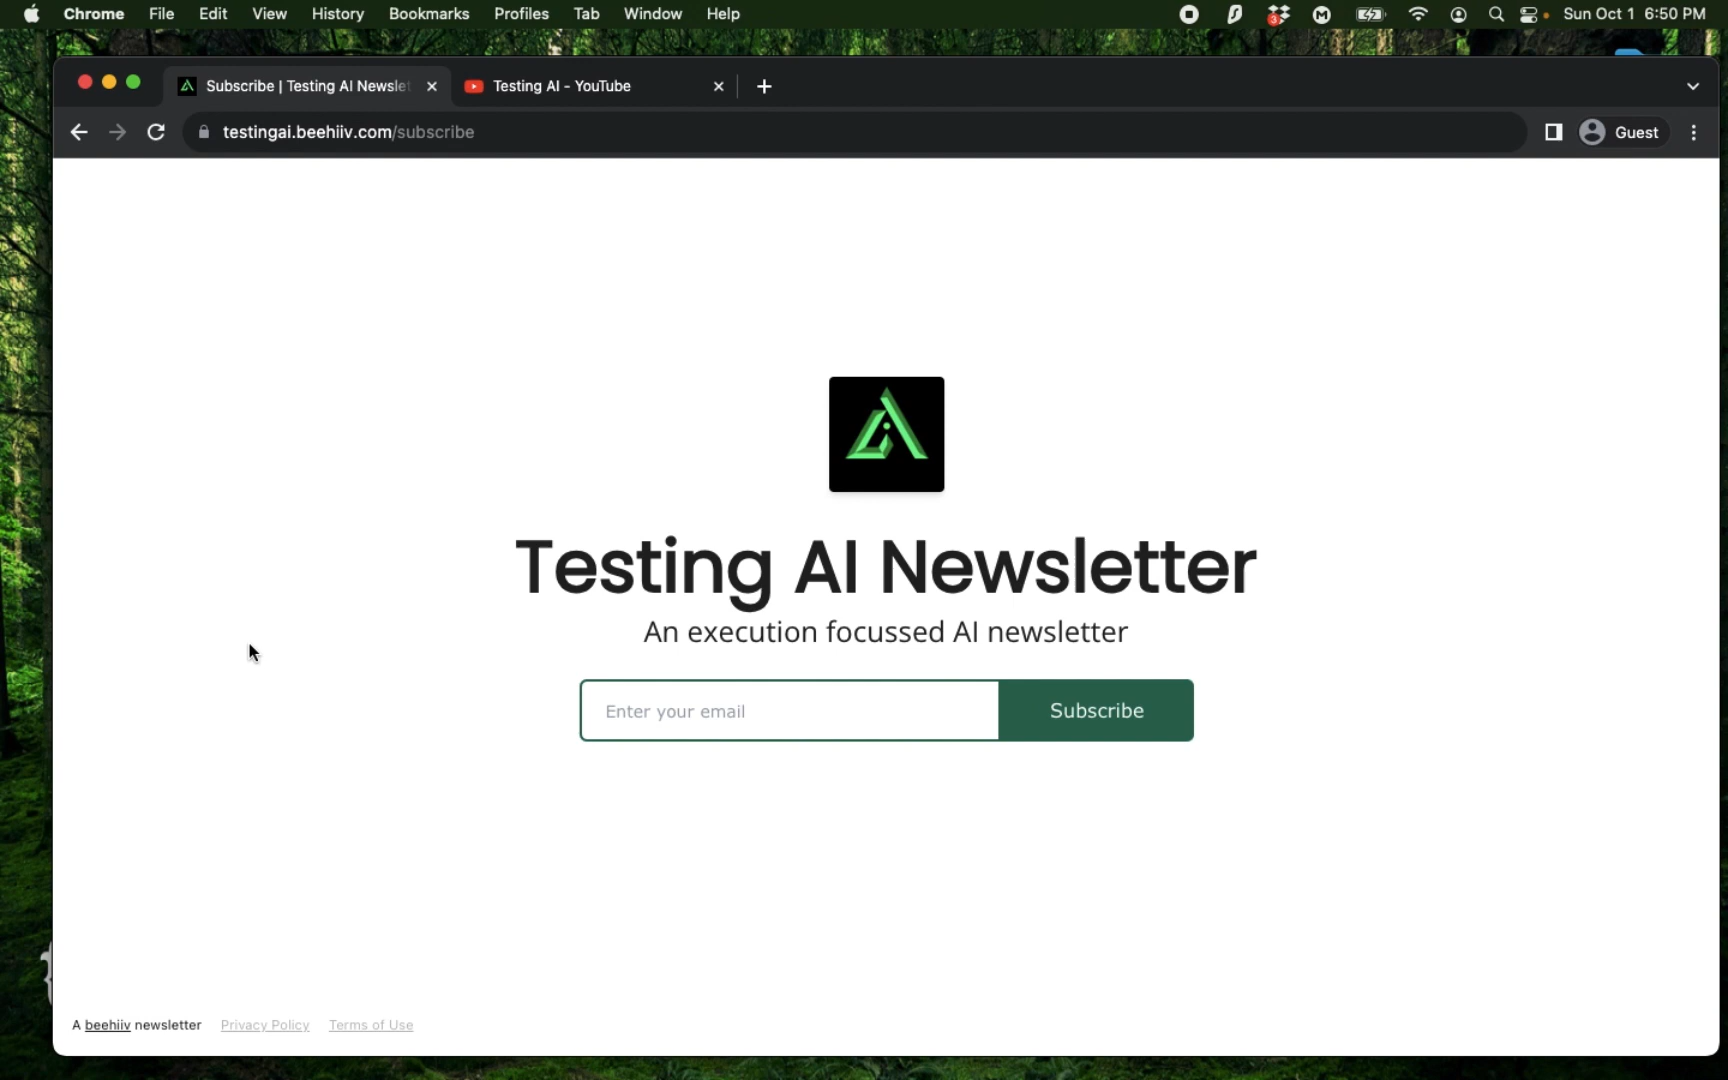 Chrome File Edit View History Bookmarks Profiles Tab Window Help 3 M Sun Oct 1 6:50 PM
Subscribe | Testing AI Newslet Testing AI - YouTube
testingai.beehiiv.com/subscribe Guest
Testing AI Newsletter
An execution focussed AI newsletter
Enter your email Subscribe
A beehiiv newsletter Privacy Policy Terms of Use